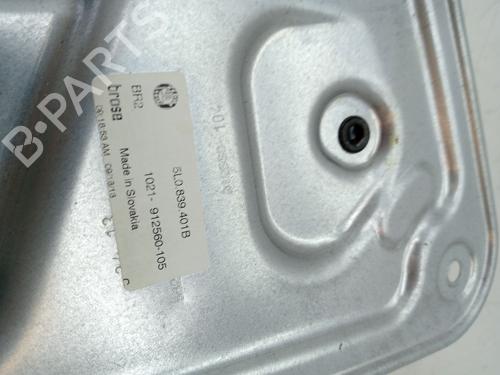 B-PARTS
5L0.839.401B
1021- 912560-105
BR2 Made in Slovakia
brose